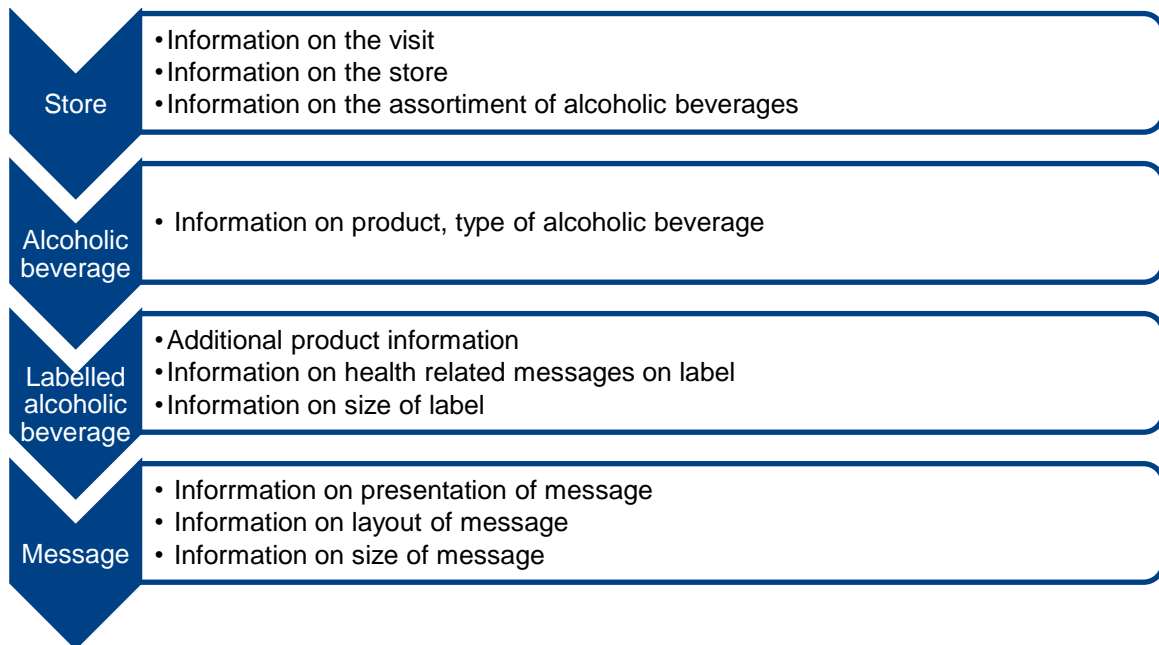 Store
•Information on the visit
•Information on the store
•Information on the assortiment of alcoholic beverages
Alcoholic
beverage
• Information on product, type of alcoholic beverage
Labelled
alcoholic
beverage
•Additional product information
•Information on health related messages on label
•Information on size of label
Message
• Inforrmation on presentation of message
• Information on layout of message
• Information on size of message